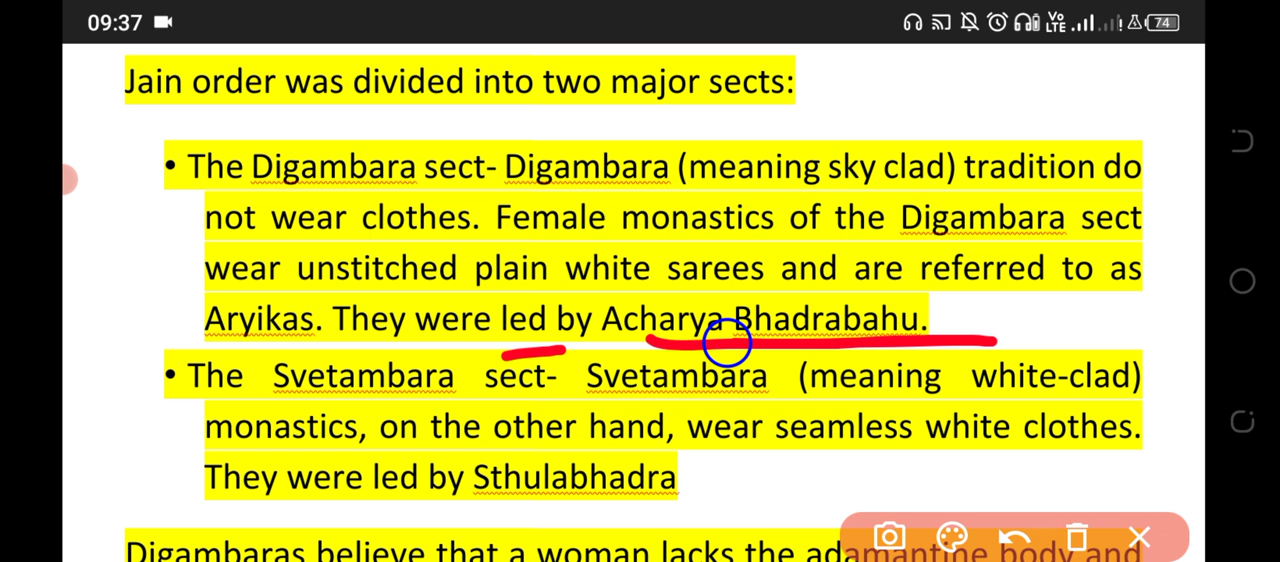 09:37
Vo
LTE
74
Jain order was divided into two major sects:
• The Digambara sect- Digambara (meaning sky clad) tradition do
not wear clothes. Female monastics of the Digambara sect
wear unstitched plain white sarees and are referred to as
Aryikas. They were led by Acharya Bhadrabahu.
• The Svetambara sect- Svetambara (meaning white-clad)
monastics, on the other hand, wear seamless white clothes.
They were led by Sthulabhadra
Digambaras believe that a woman lacks the adamantine body and